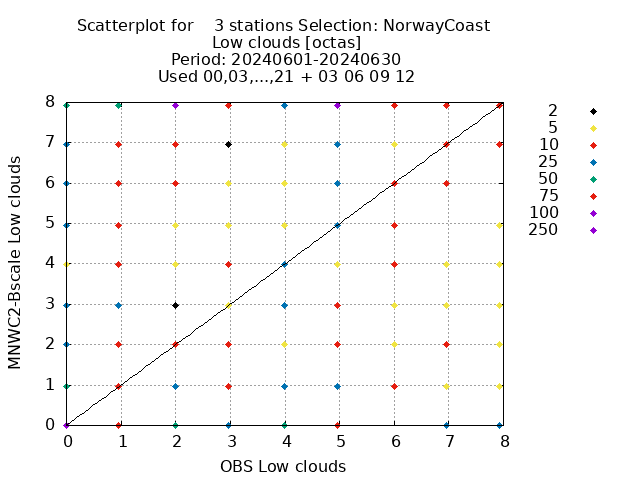 Scatterplot for 3 stations Selection: NorwayCoast
Low clouds [octas]
Period: 20240601-20240630
Used 00,03,...,21 + 03 06 09 12
MNWC2-Bscale Low clouds
8
7
6
5
4
3
2
1
0
0 1 2 3 4 5 6 7 8
OBS Low clouds
2
5
10
25
50
75
100
250